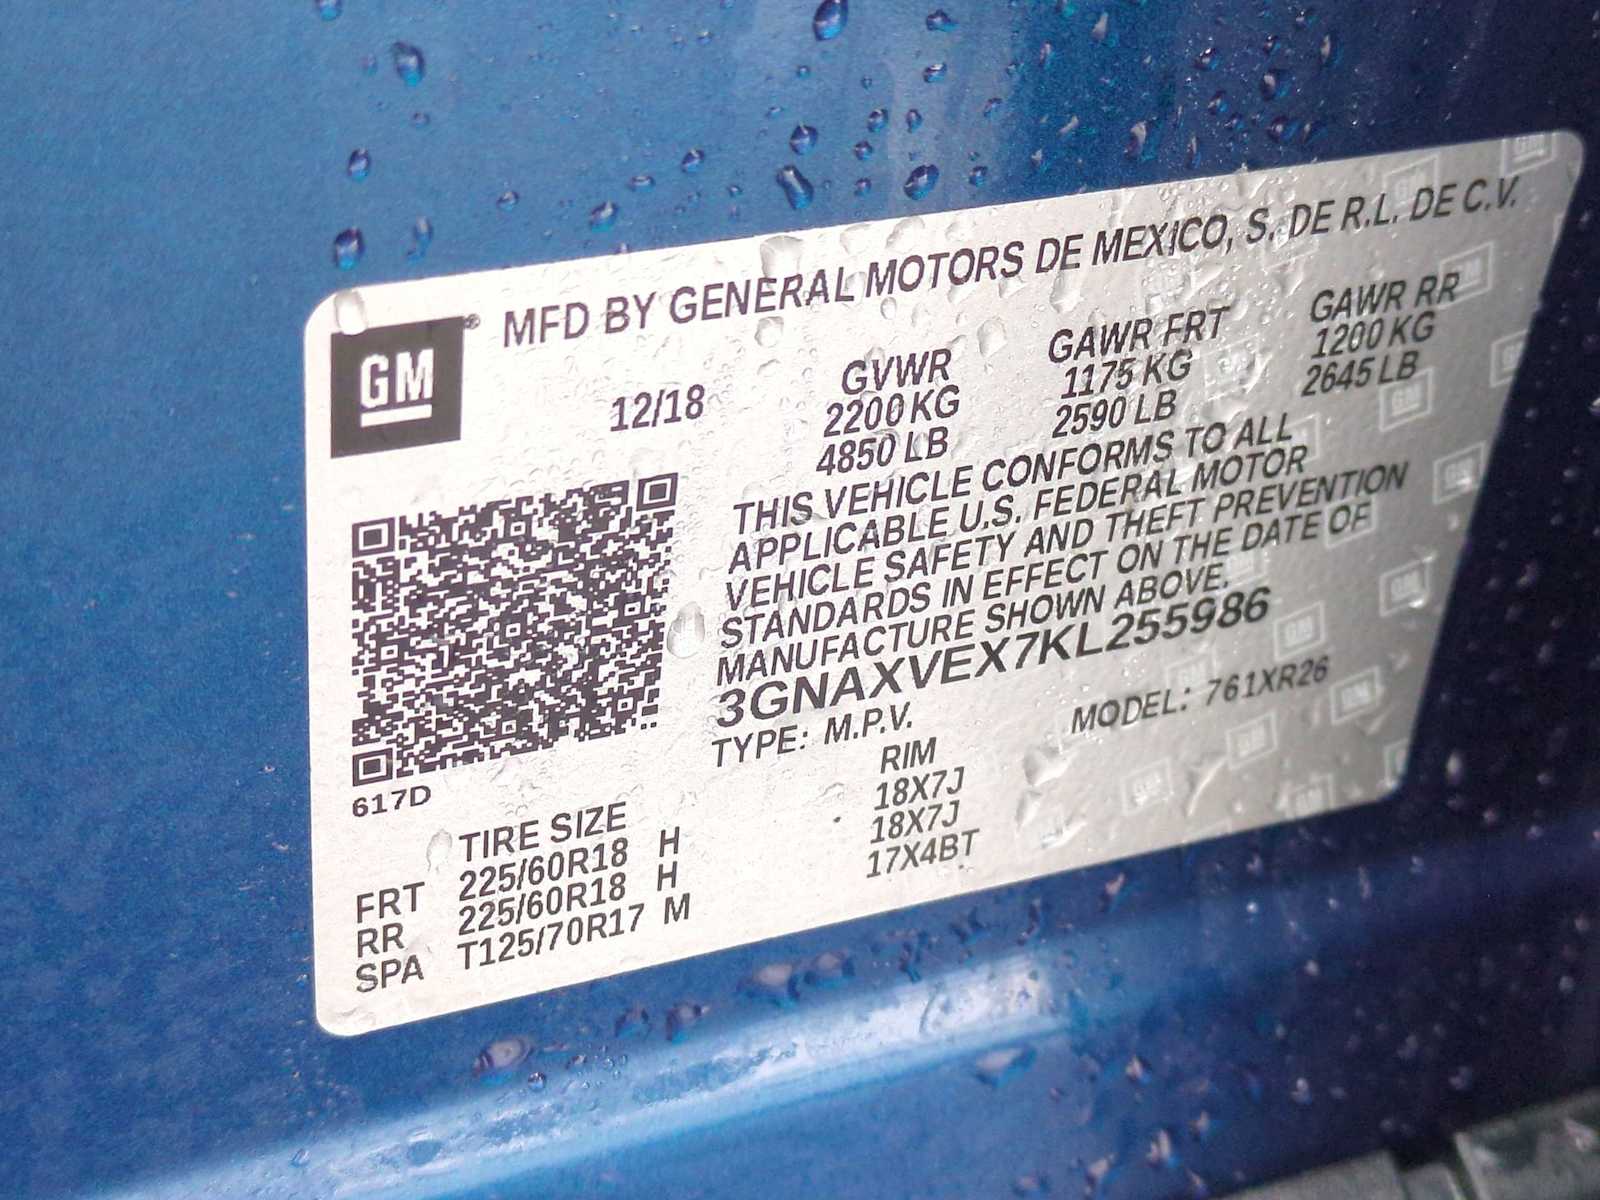 GM ® MFD BY GENERAL MOTORS DE MEXICO, S. DE R.L. DE C.V.
12/18 GVWR GAWR FRT GAWR RR
2200 KG 1175 KG 1200 KG
4850 LB 2590 LB 2645 LB
THIS VEHICLE CONFORMS TO ALL
APPLICABLE U.S. FEDERAL MOTOR
VEHICLE SAFETY AND THEFT PREVENTION
STANDARDS IN EFFECT ON THE DATE OF
MANUFACTURE SHOWN ABOVE.
3GNAXVEX7KL255986
TYPE: M.P.V. MODEL: 761XR26
617D
TIRE SIZE RIM
FRT 225/60R18 H 18X7J
RR 225/60R18 H 18X7J
SPA T125/70R17 M 17X4BT